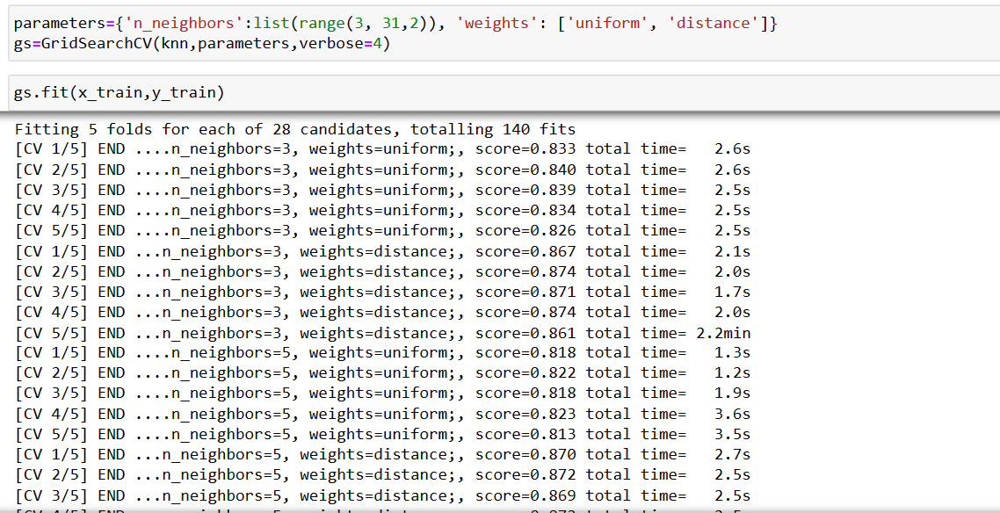 parameters={'n_neighbors':list(range(3, 31,2)), 'weights': ['uniform', 'distance']}
gs=GridSearchCV(knn,parameters,verbose=4)
gs.fit(x_train,y_train)
Fitting 5 folds for each of 28 candidates, totalling 140 fits
[CV 1/5] END ....n_neighbors=3, weights=uniform;, score=0.833 total time=   2.6s
[CV 2/5] END ....n_neighbors=3, weights=uniform;, score=0.840 total time=   2.6s
[CV 3/5] END ....n_neighbors=3, weights=uniform;, score=0.839 total time=   2.5s
[CV 4/5] END ....n_neighbors=3, weights=uniform;, score=0.834 total time=   2.5s
[CV 5/5] END ....n_neighbors=3, weights=uniform;, score=0.826 total time=   2.5s
[CV 1/5] END ...n_neighbors=3, weights=distance;, score=0.867 total time=   2.1s
[CV 2/5] END ...n_neighbors=3, weights=distance;, score=0.874 total time=   2.0s
[CV 3/5] END ...n_neighbors=3, weights=distance;, score=0.871 total time=   1.7s
[CV 4/5] END ...n_neighbors=3, weights=distance;, score=0.874 total time=   2.0s
[CV 5/5] END ...n_neighbors=3, weights=distance;, score=0.861 total time= 2.2min
[CV 1/5] END ....n_neighbors=5, weights=uniform;, score=0.818 total time=   1.3s
[CV 2/5] END ....n_neighbors=5, weights=uniform;, score=0.822 total time=   1.2s
[CV 3/5] END ....n_neighbors=5, weights=uniform;, score=0.818 total time=   1.9s
[CV 4/5] END ....n_neighbors=5, weights=uniform;, score=0.823 total time=   3.6s
[CV 5/5] END ....n_neighbors=5, weights=uniform;, score=0.813 total time=   3.5s
[CV 1/5] END ...n_neighbors=5, weights=distance;, score=0.870 total time=   2.7s
[CV 2/5] END ...n_neighbors=5, weights=distance;, score=0.872 total time=   2.5s
[CV 3/5] END ...n_neighbors=5, weights=distance;, score=0.869 total time=   2.5s